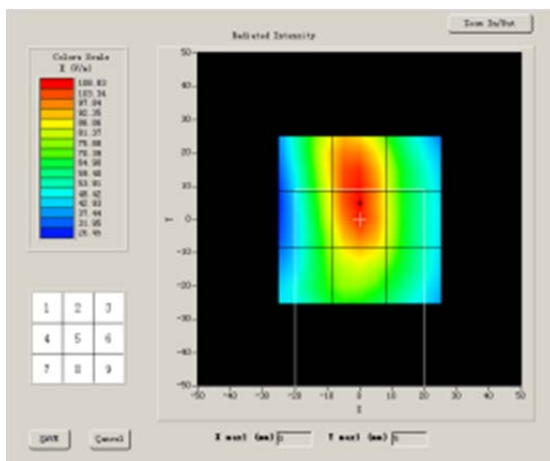 Zoom In/Out
Radiated Intensity
Colors Scale
108.83
103.34
97.84
92.35
86.86
81.37
75.88
70.39
64.90
59.40
53.91
48.42
42.93
37.44
31.95
26.45
50
40
30
20
10
0
-10
-20
-30
-40
-50
Y
-50 -40 -30 -20 -10 0 10 20 30 40 50
X
1 2 3
4 5 6
7 8 9
SAVE
Cancel
X max1 (mm) 0
Y max1 (mm) 5